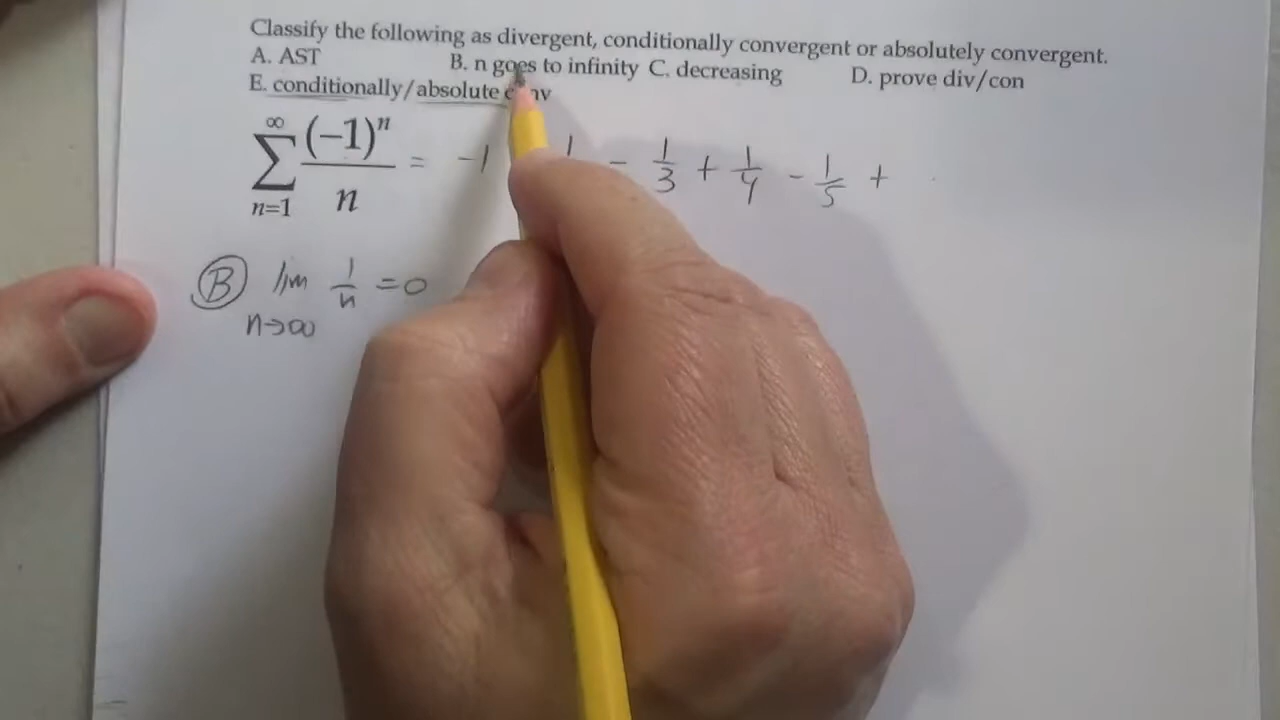 Classify the following as divergent, conditionally convergent or absolutely convergent.
A. AST B. n goes to infinity C. decreasing D. prove div/con
E. conditionally/absolute
∞
∑ (−1)ⁿ/n = -1 1 - 1/3 + 1/4 - 1/5 +
n=1
Ⓑ lim 1/n = 0
n→∞